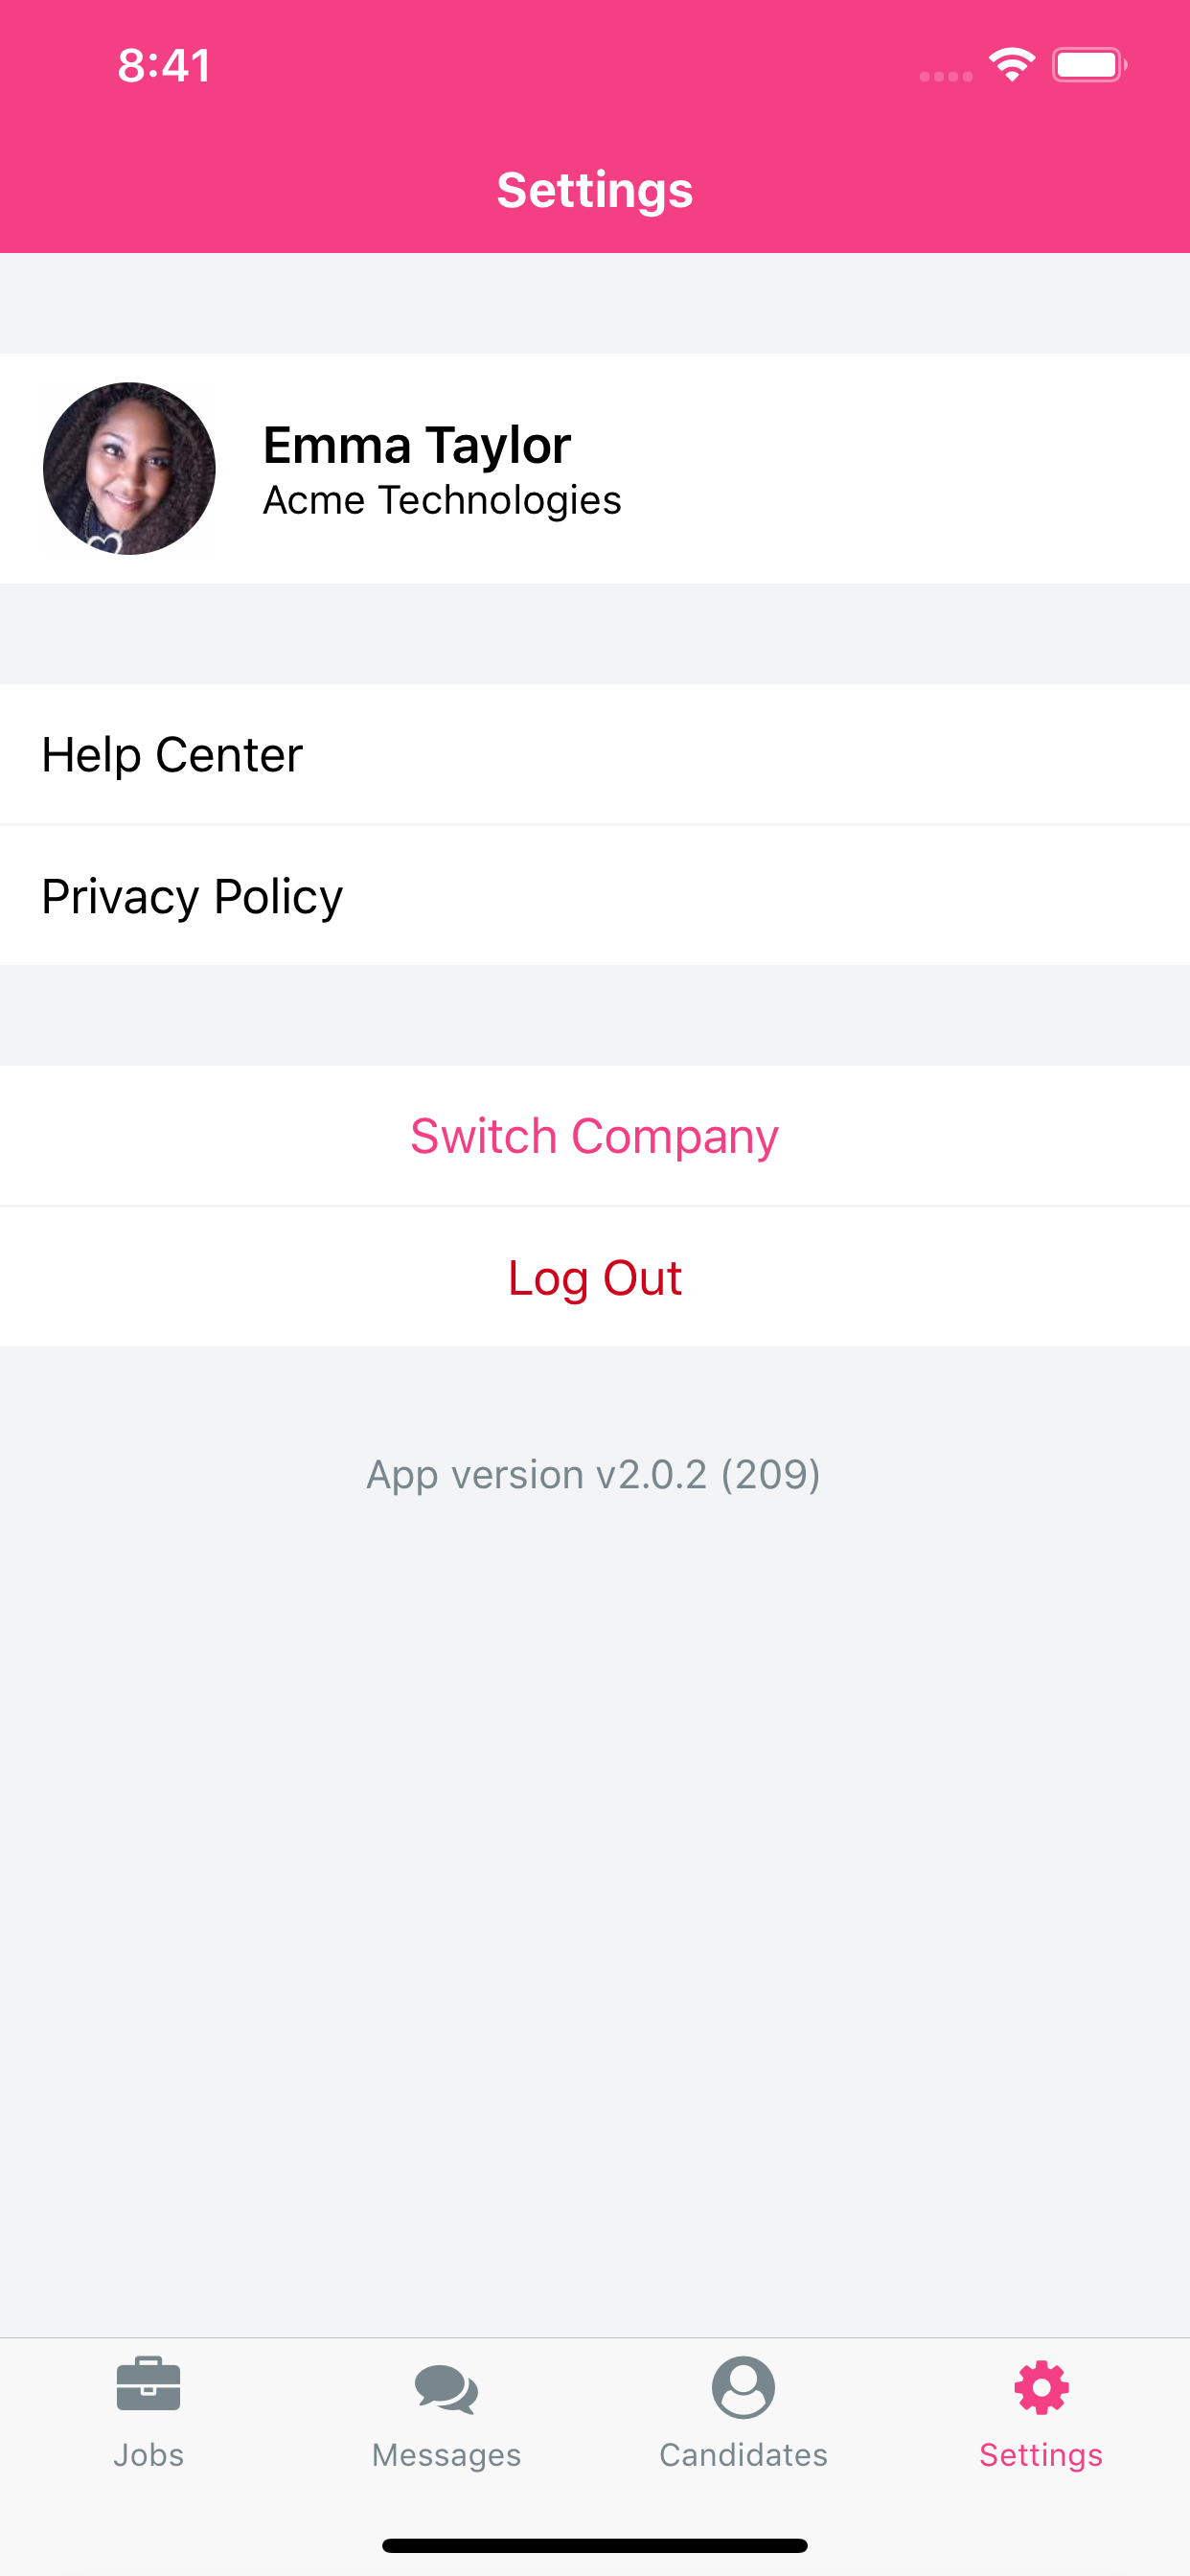 8:41
Settings
Emma Taylor
Acme Technologies
Help Center
Privacy Policy
Switch Company
Log Out
App version v2.0.2 (209)
Jobs
Messages
Candidates
Settings